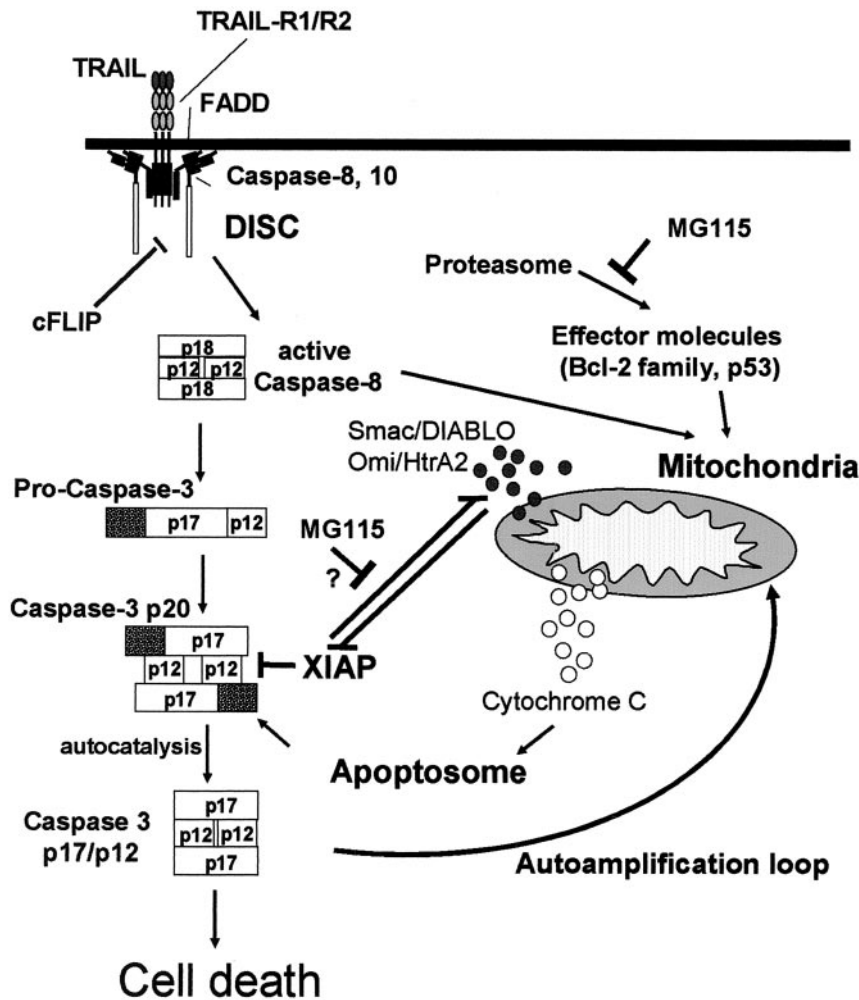 TRAIL-R1/R2
TRAIL
FADD
Caspase-8, 10
DISC
MG115
Proteasome
cFLIP
Effector molecules
(Bcl-2 family, p53)
p18
p12 p12
p18
active
Caspase-8
Smac/DIABLO
Omi/HtrA2
Mitochondria
Pro-Caspase-3
p17 p12
MG115
?
Caspase-3 p20
p17
p12 p12
p17
XIAP
Cytochrome C
autocatalysis
Apoptosome
Caspase 3
p17/p12
p17
p12 p12
p17
Autoamplification loop
Cell death